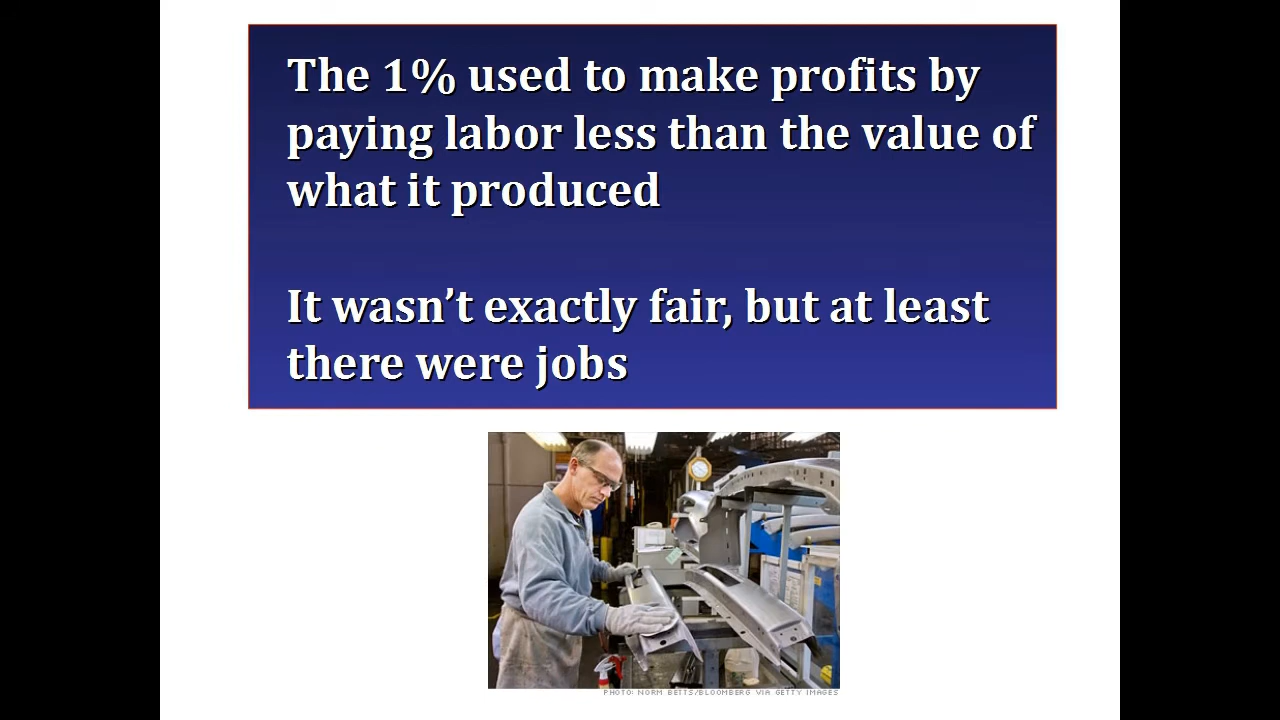 The 1% used to make profits by
paying labor less than the value of
what it produced
It wasn’t exactly fair, but at least
there were jobs
PHOTO: NORM BETTS/BLOOMBERG VIA GETTY IMAGES